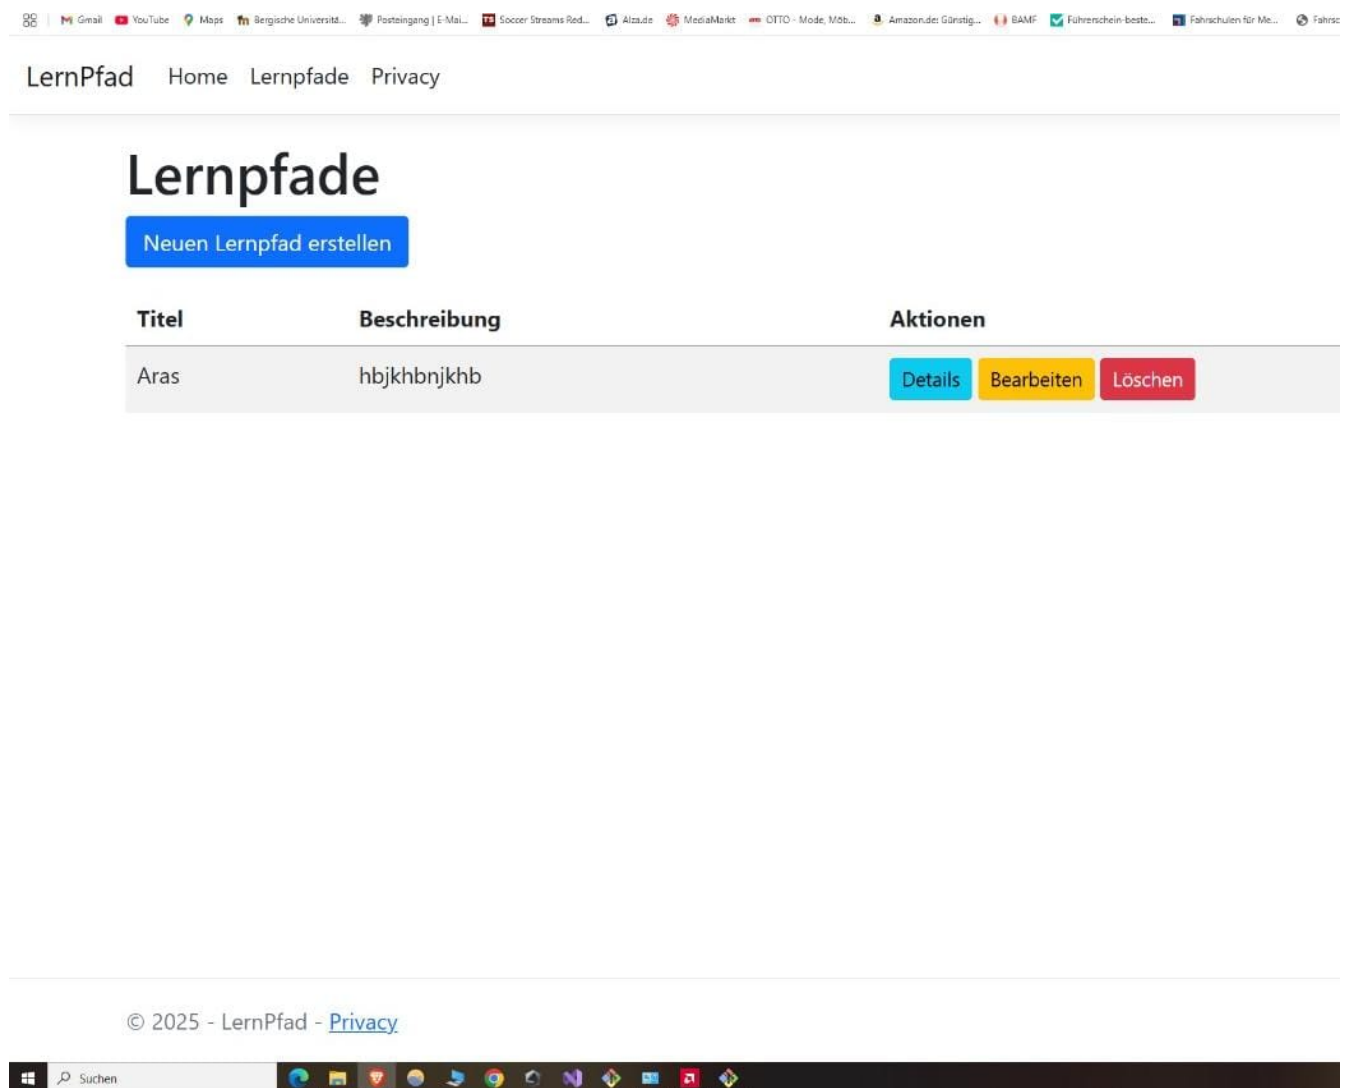 Gmail YouTube Maps Bergische Universitä... Posteingang | E-Mai... Soccer Streams Red... Alza.de MediaMarkt OTTO - Mode, Möb... Amazon.de: Günstig... BAMF Führerschein-beste... Fahrschulen für Me... Fahrsc
LernPfad Home Lernpfade Privacy
Lernpfade
Neuen Lernpfad erstellen
Titel Beschreibung Aktionen
Aras hbjkhbnjkhb Details Bearbeiten Löschen
© 2025 - LernPfad - Privacy
Suchen